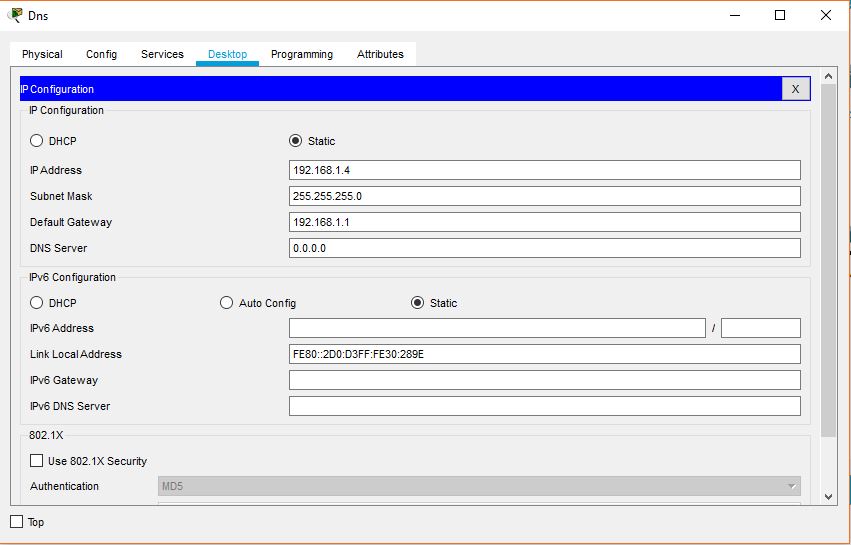 Dns
Physical Config Services Desktop Programming Attributes
IP Configuration X
IP Configuration
DHCP Static
IP Address 192.168.1.4
Subnet Mask 255.255.255.0
Default Gateway 192.168.1.1
DNS Server 0.0.0.0
IPv6 Configuration
DHCP Auto Config Static
IPv6 Address /
Link Local Address FE80::2D0:D3FF:FE30:289E
IPv6 Gateway
IPv6 DNS Server
802.1X
Use 802.1X Security
Authentication MD5
Top